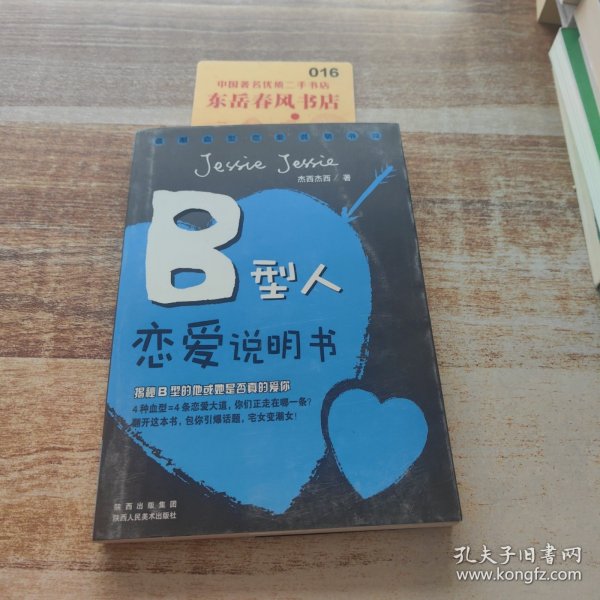 016
中国著名优质二手书店
东岳春风书店
Jessie Jessie
杰西杰西 / 著
B型人
恋爱说明书
揭秘B型的他或她是否真的爱你
4种血型=4条恋爱大道，你们正走在哪一条？
翻开这本书，包你引爆话题，宅女变潮女！
陕西出版集团
陕西人民美术出版社
孔夫子旧书网
www.kongfz.com